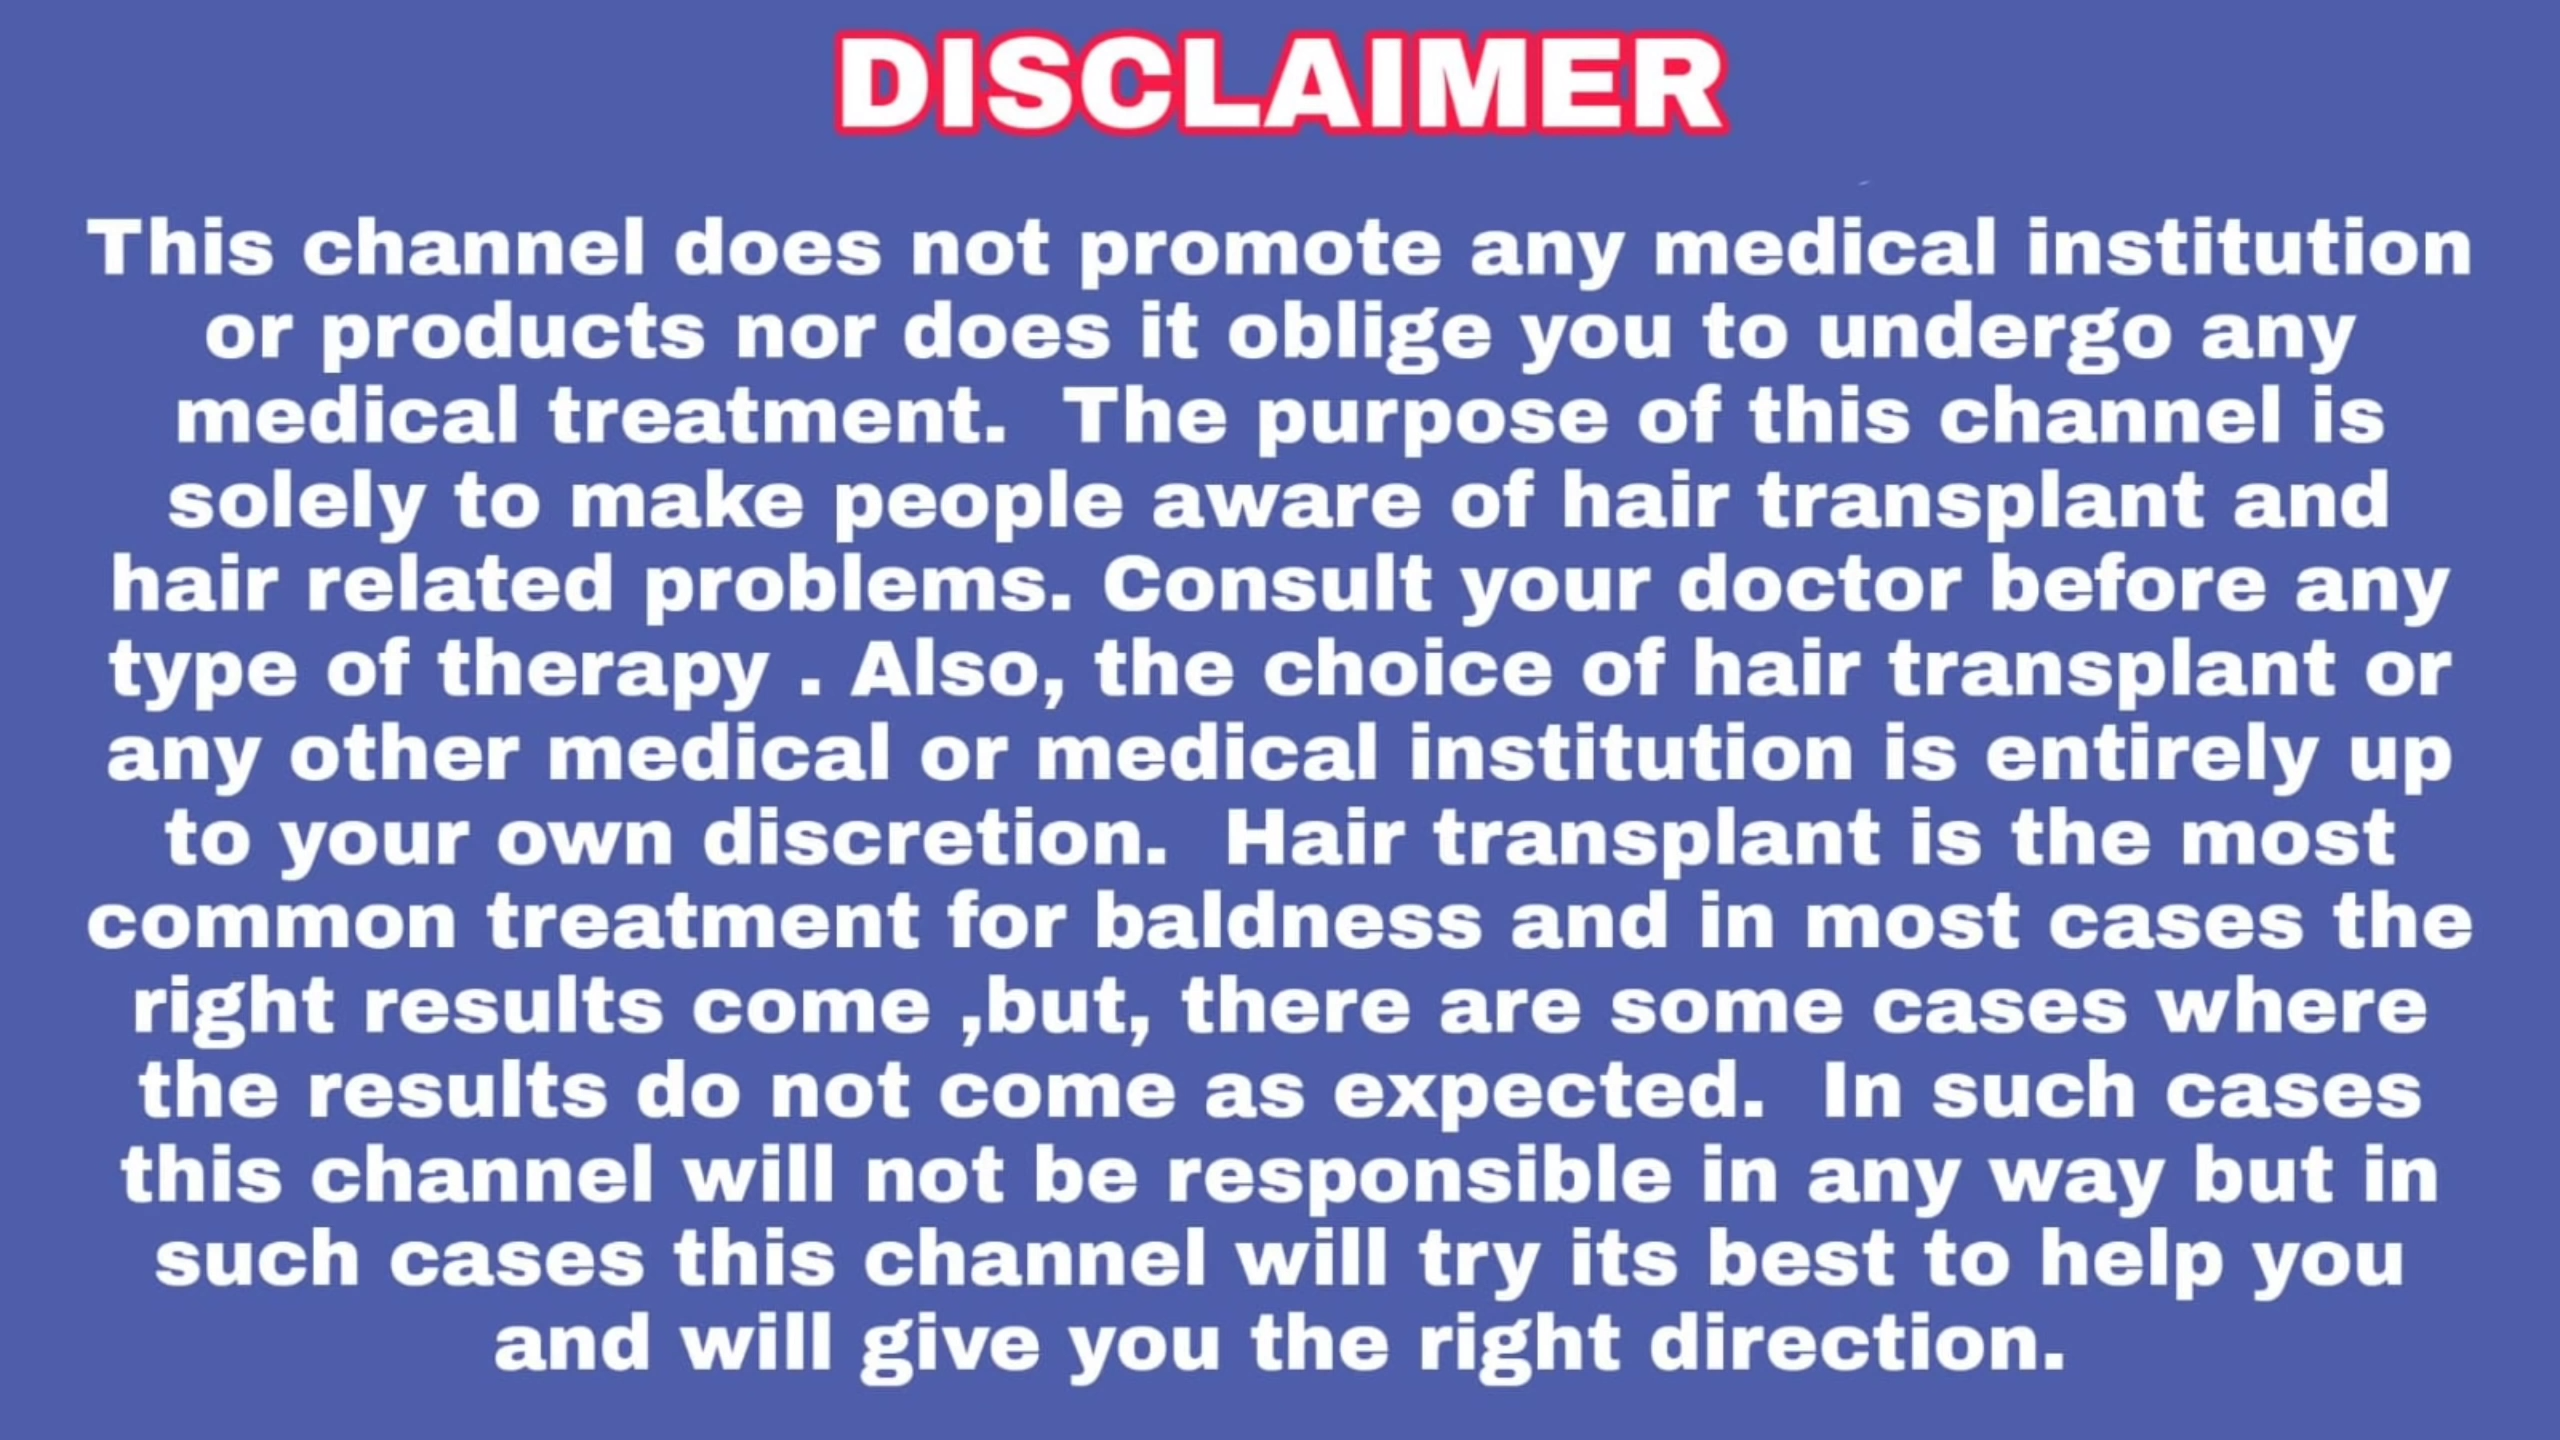 DISCLAIMER
This channel does not promote any medical institution
or products nor does it oblige you to undergo any
medical treatment.  The purpose of this channel is
solely to make people aware of hair transplant and
hair related problems. Consult your doctor before any
type of therapy . Also, the choice of hair transplant or
any other medical or medical institution is entirely up
to your own discretion.  Hair transplant is the most
common treatment for baldness and in most cases the
right results come ,but, there are some cases where
the results do not come as expected.  In such cases
this channel will not be responsible in any way but in
such cases this channel will try its best to help you
and will give you the right direction.